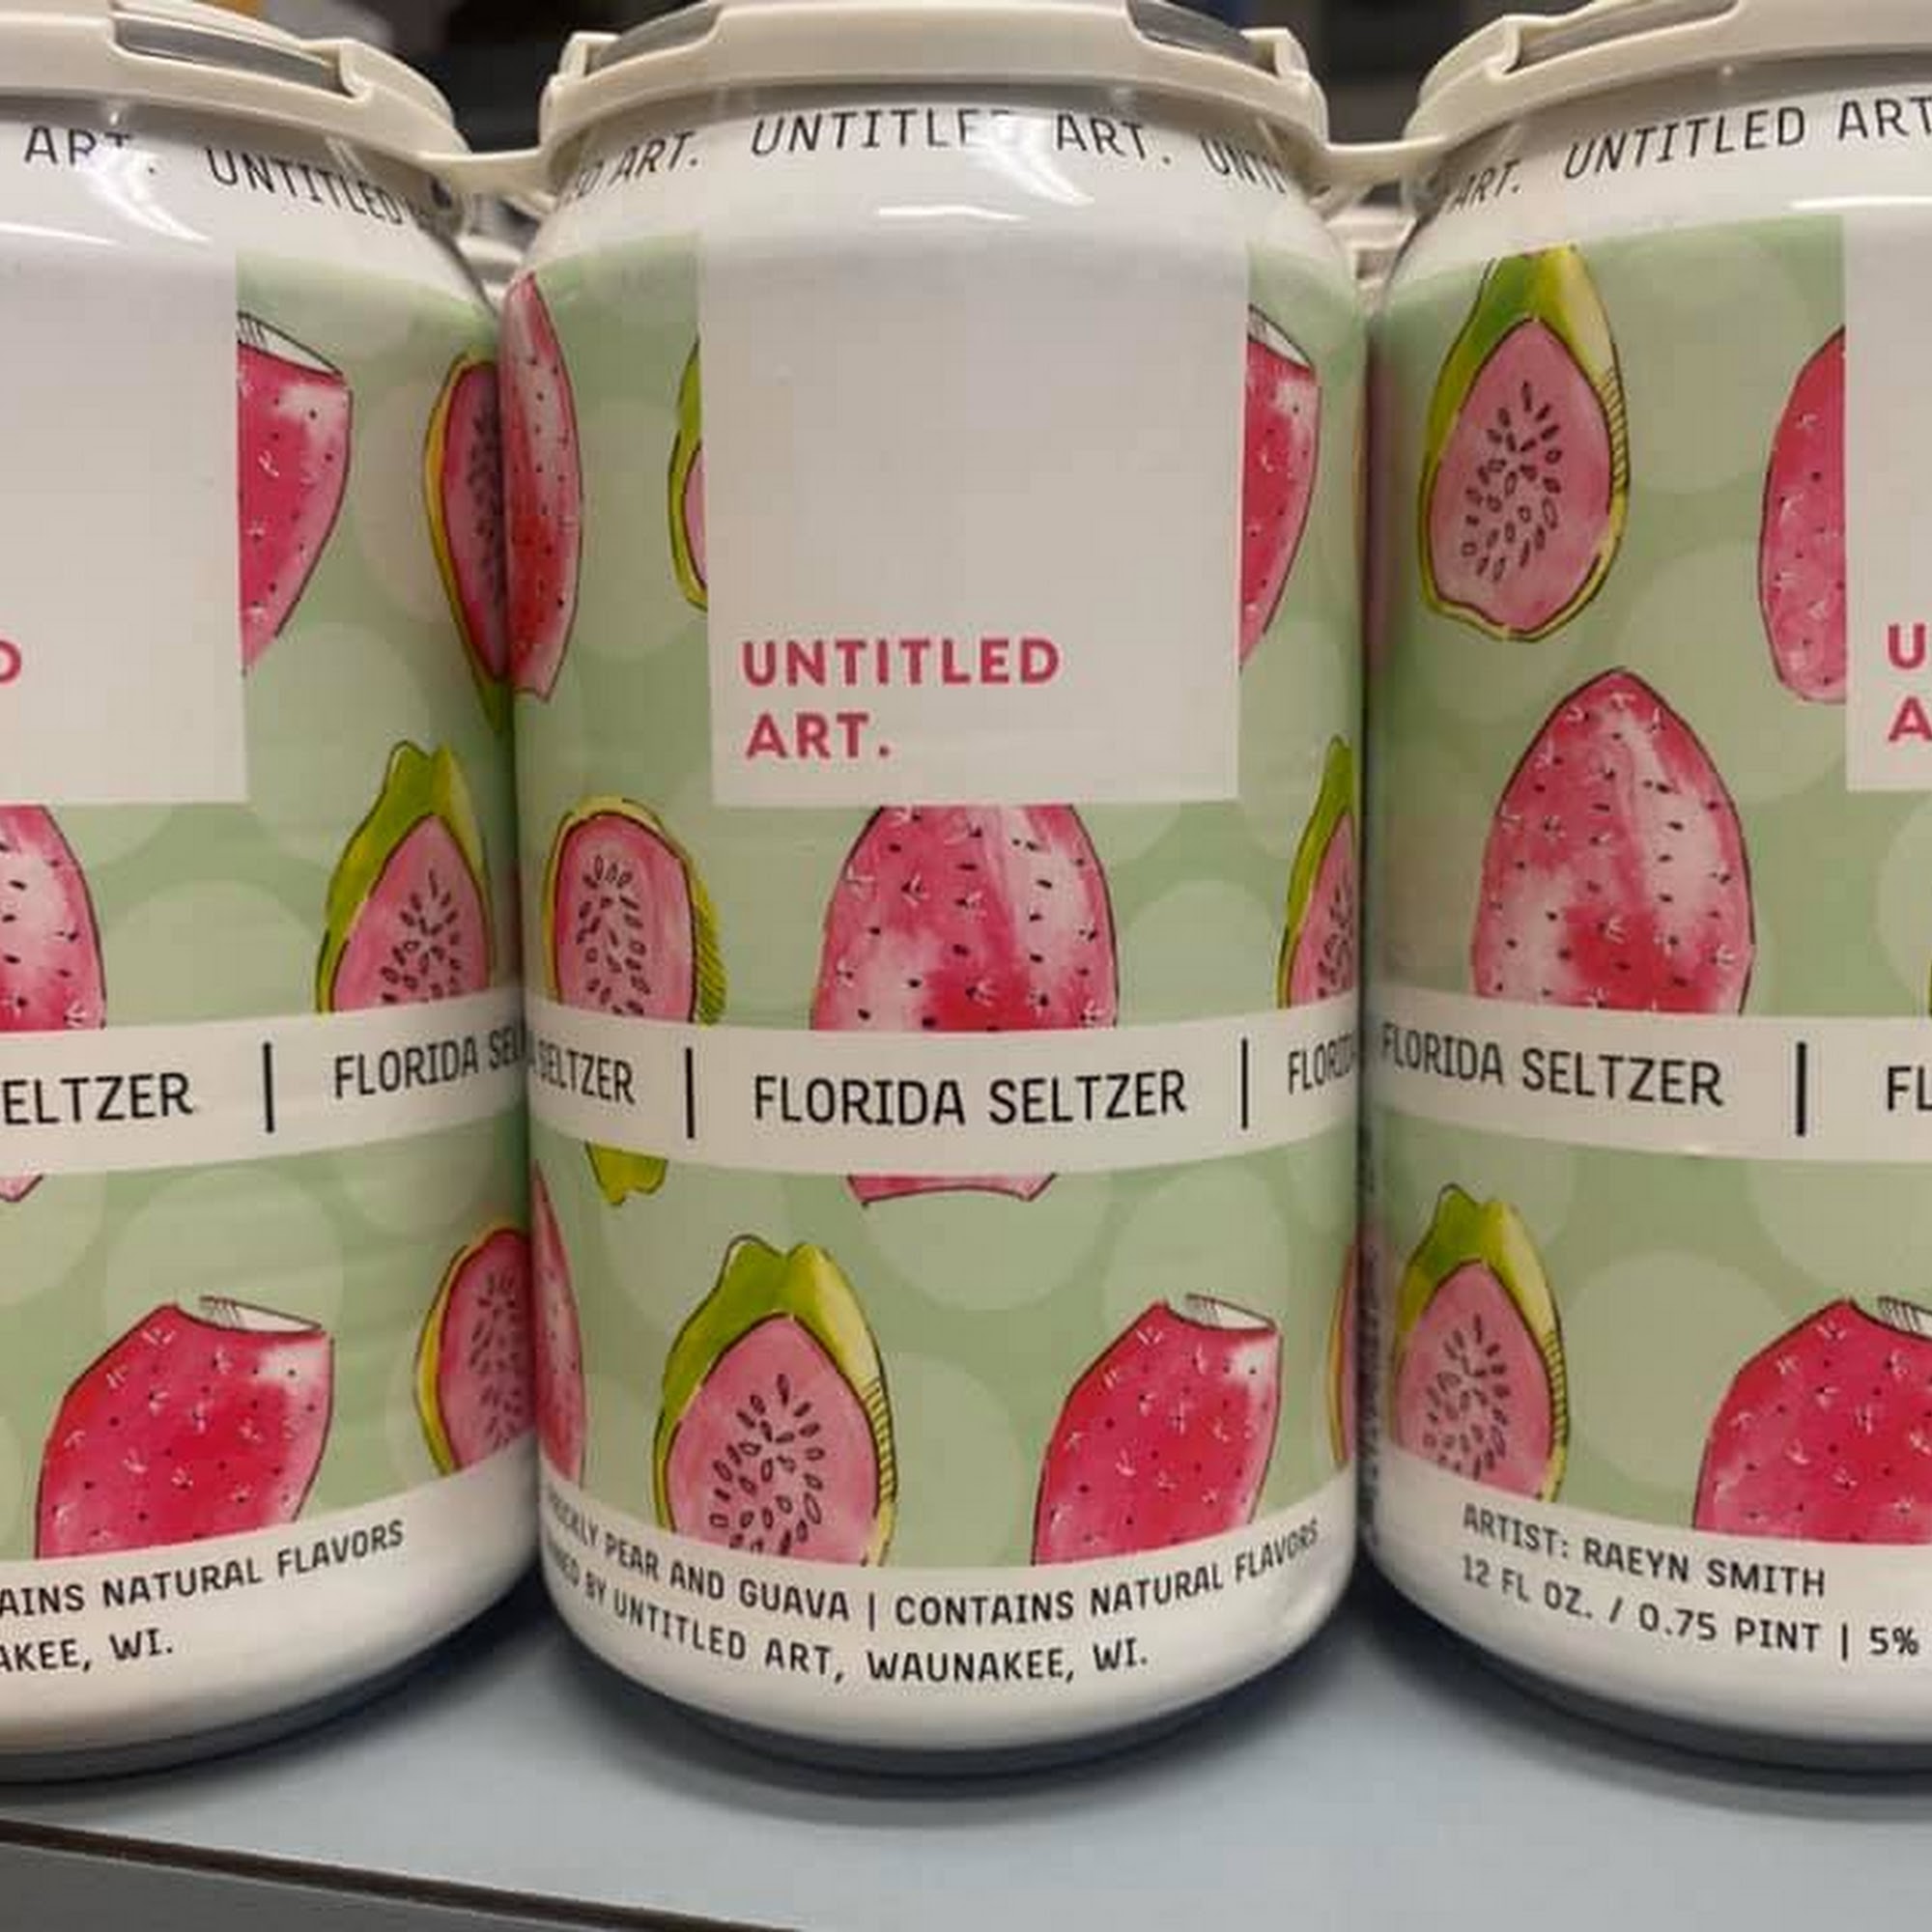 ART. UNTITLED
ELTZER | FLORIDA
NATURAL FLAVORS
WI.
ART. UNTITLED ART.
UNTITLED
ART.
SELTZER | FLORIDA SELTZER |
PEAR AND GUAVA | CONTAINS NATURAL FLAVORS
BY UNTITLED ART, WAUNAKEE, WI.
ART. UNTITLED ART
FLORIDA SELTZER |
ARTIST: RAEYN SMITH
12 FL OZ. / 0.75 PINT | 5%